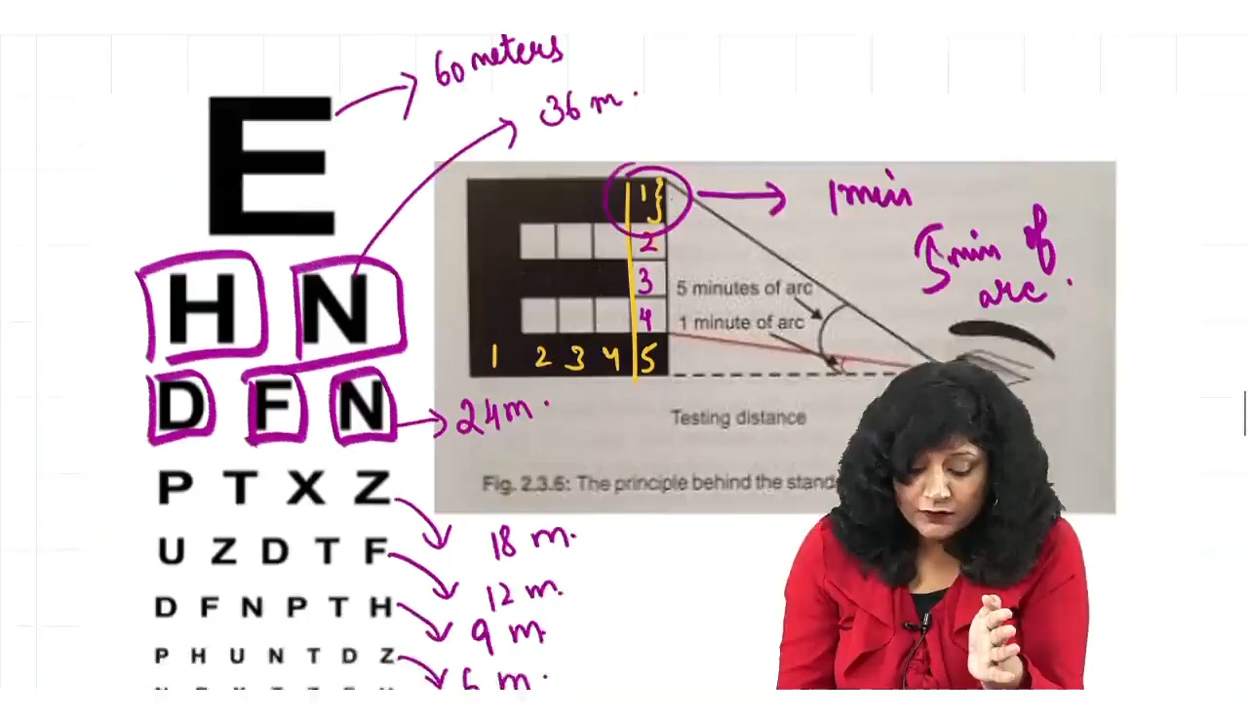 60 meters
36 m.
E
1 min
5 min of
arc.
1
2
3
4
5 minutes of arc
1 minute of arc
1 2 3 4 5
H N
D F N
24 m.
Testing distance
Fig. 2.3.6: The principle behind the
P T X Z
18 m.
U Z D T F
12 m.
D F N P T H
9 m.
P H U N T D Z
6 m.